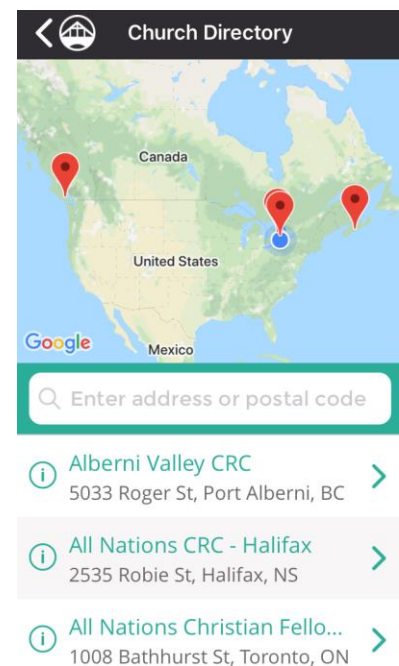 Church Directory
Canada
United States
Google
Mexico
Enter address or postal code
Alberni Valley CRC
5033 Roger St, Port Alberni, BC
All Nations CRC - Halifax
2535 Robie St, Halifax, NS
All Nations Christian Fello...
1008 Bathhurst St, Toronto, ON